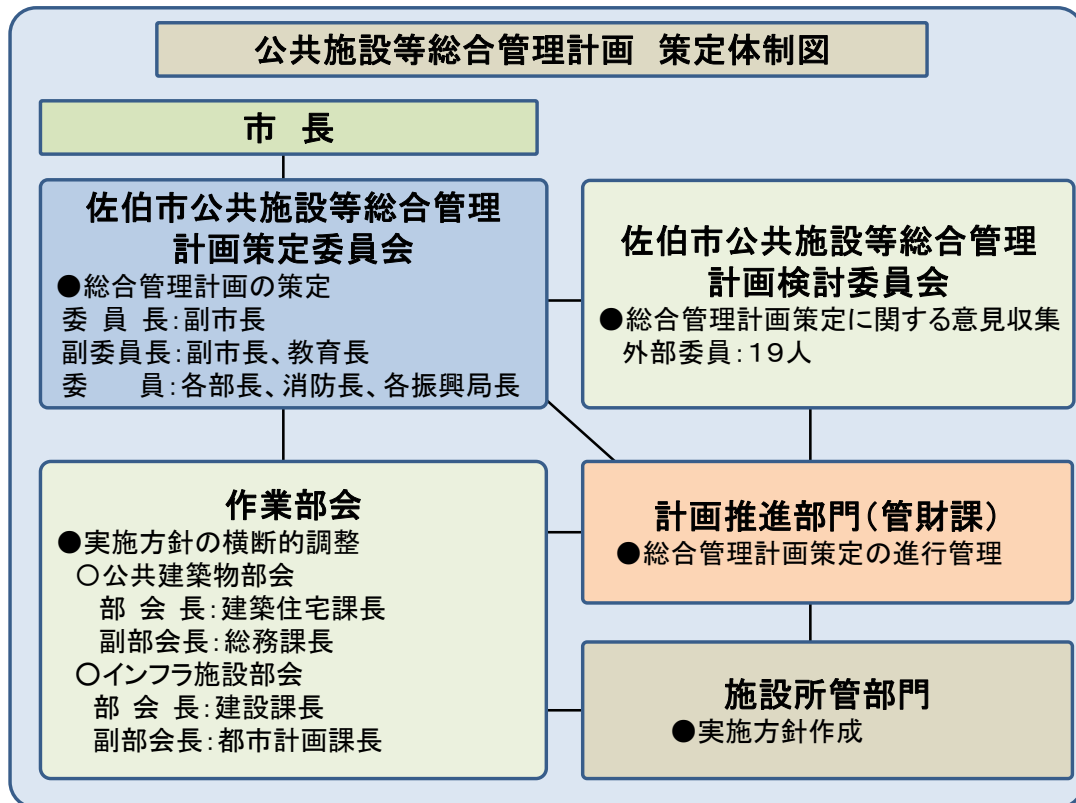 公共施設等総合管理計画 策定体制図
市 長
佐伯市公共施設等総合管理
計画策定委員会
●総合管理計画の策定
委 員 長:副市長
副委員長:副市長、教育長
委 員:各部長、消防長、各振興局長
佐伯市公共施設等総合管理
計画検討委員会
●総合管理計画策定に関する意見収集
外部委員:19人
作業部会
●実施方針の横断的調整
○公共建築物部会
部 会 長:建築住宅課長
副部会長:総務課長
○インフラ施設部会
部 会 長:建設課長
副部会長:都市計画課長
計画推進部門(管財課)
●総合管理計画策定の進行管理
施設所管部門
●実施方針作成